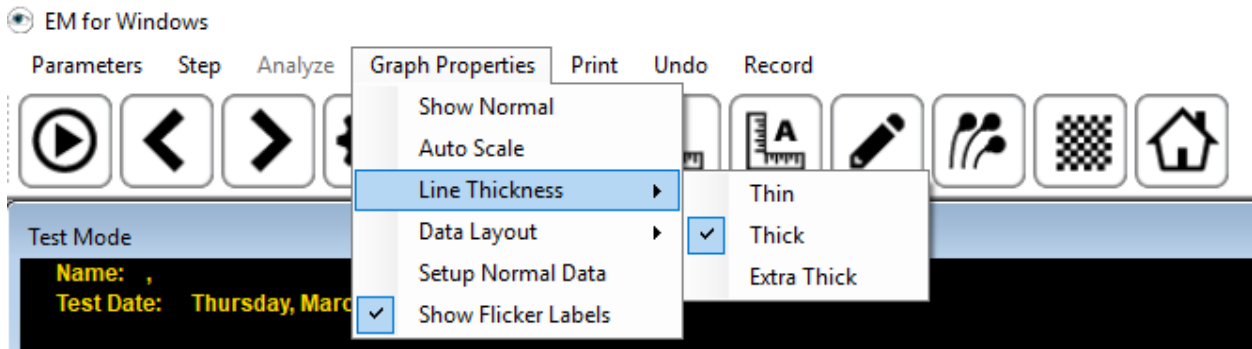 EM for Windows
Parameters Step Analyze Graph Properties Print Undo Record
Show Normal
Auto Scale
A
Line Thickness
Thin
Data Layout
Thick
Setup Normal Data
Extra Thick
Show Flicker Labels
Test Mode
Name: ,
Test Date: Thursday, Marc